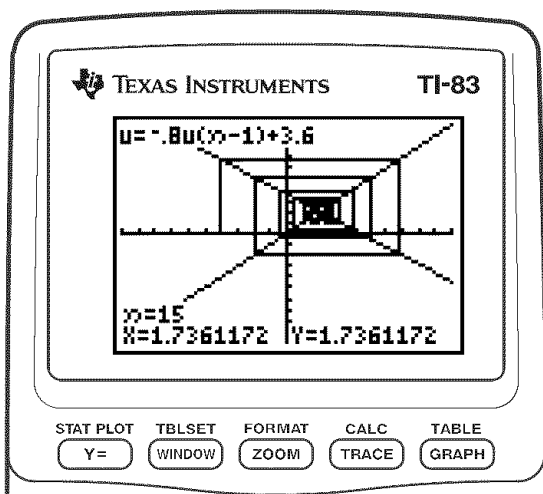 TEXAS INSTRUMENTS TI-83
u=-.8u(n-1)+3.6
n=15
X=1.7361172 Y=1.7361172
STAT PLOT TBLSET FORMAT CALC TABLE
Y= WINDOW ZOOM TRACE GRAPH